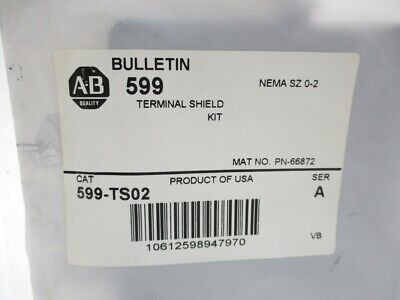 BULLETIN
599
NEMA SZ 0-2
A-B
QUALITY
TERMINAL SHIELD
KIT
MAT NO. PN-66872
CAT
PRODUCT OF USA
SER
599-TS02
A
10612598947970
VB